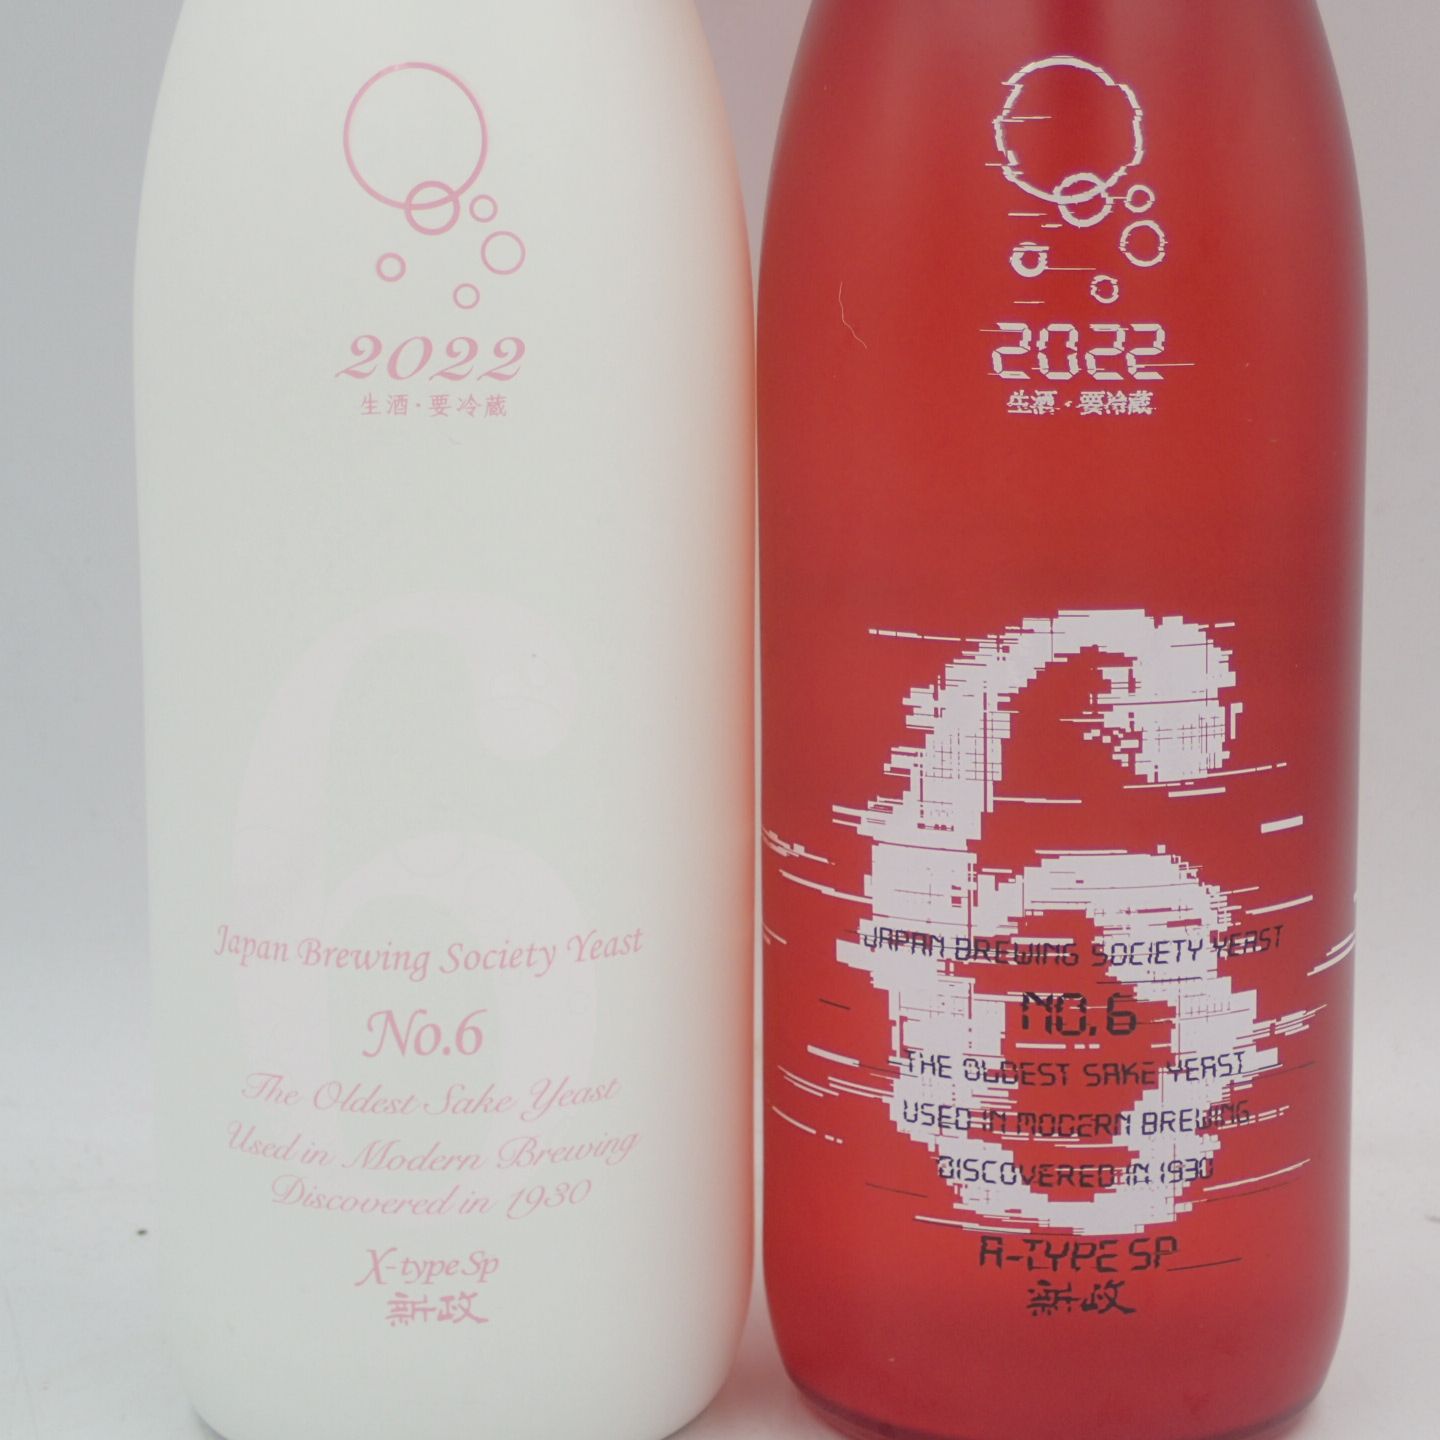 2022
生酒・要冷蔵
6
Japan Brewing Society Yeast
No.6
The Oldest Sake Yeast
Used in Modern Brewing
Discovered in 1930
X-type Sp
新政
2022
生酒・要冷蔵
6
JAPAN BREWING SOCIETY YEAST
NO.6
THE OLDEST SAKE YEAST
USED IN MODERN BREWING
DISCOVERED IN 1930
A-TYPE SP
新政